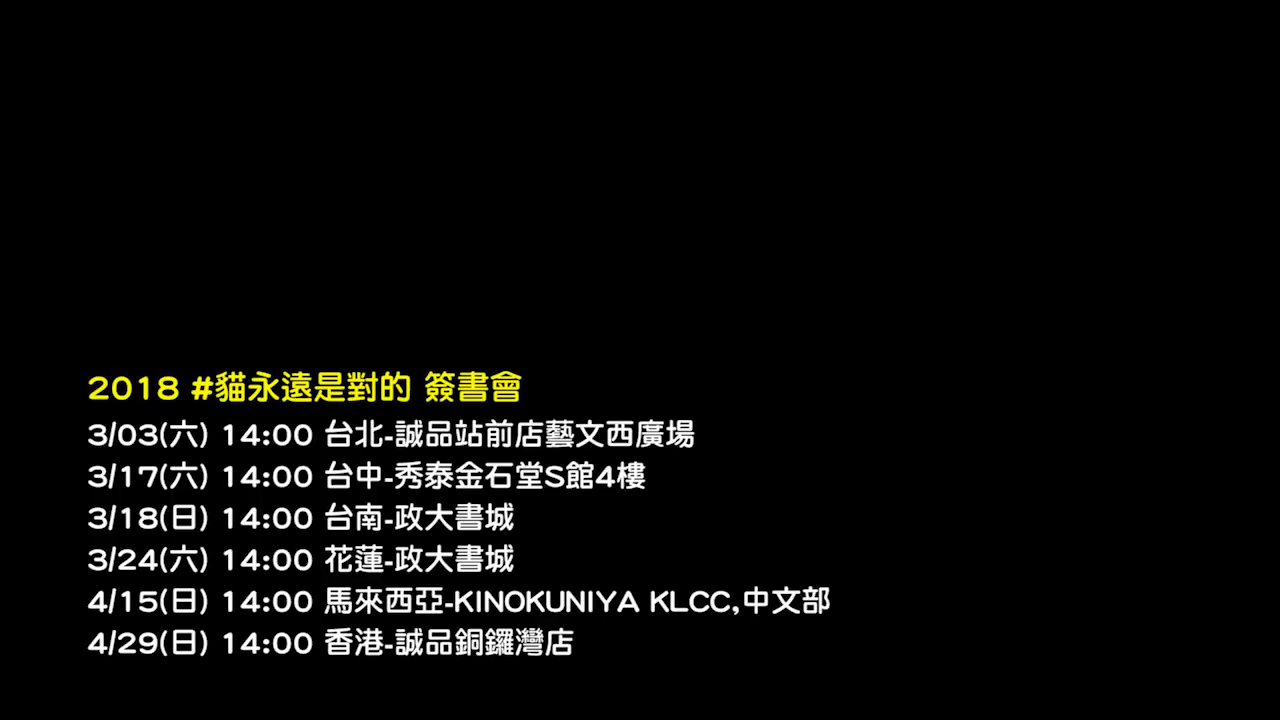 2018 #貓永遠是對的 簽書會
3/03(六) 14:00 台北-誠品站前店藝文西廣場
3/17(六) 14:00 台中-秀泰金石堂S館4樓
3/18(日) 14:00 台南-政大書城
3/24(六) 14:00 花蓮-政大書城
4/15(日) 14:00 馬來西亞-KINOKUNIYA KLCC,中文部
4/29(日) 14:00 香港-誠品銅鑼灣店